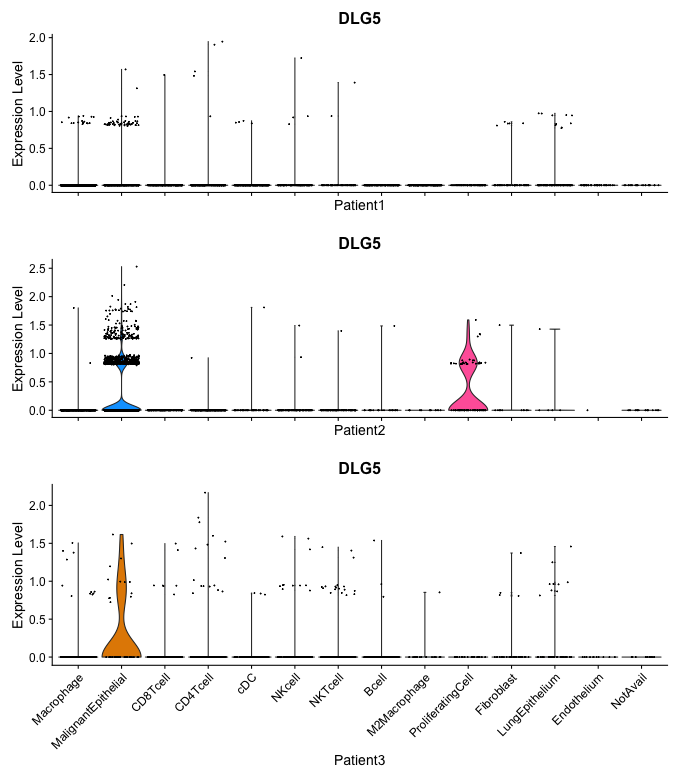 DLG5
2.0
1.5
1.0
0.5
0.0
Expression Level
Patient1
DLG5
2.5
2.0
1.5
1.0
0.5
0.0
Expression Level
Patient2
DLG5
2.0
1.5
1.0
0.5
0.0
Expression Level
Macrophage
MalignantEpithelial
CD8Tcell
CD4Tcell
cDC
NKcell
NKTcell
Bcell
M2Macrophage
ProliferatingCell
Fibroblast
LungEpithelium
Endothelium
NotAvail
Patient3